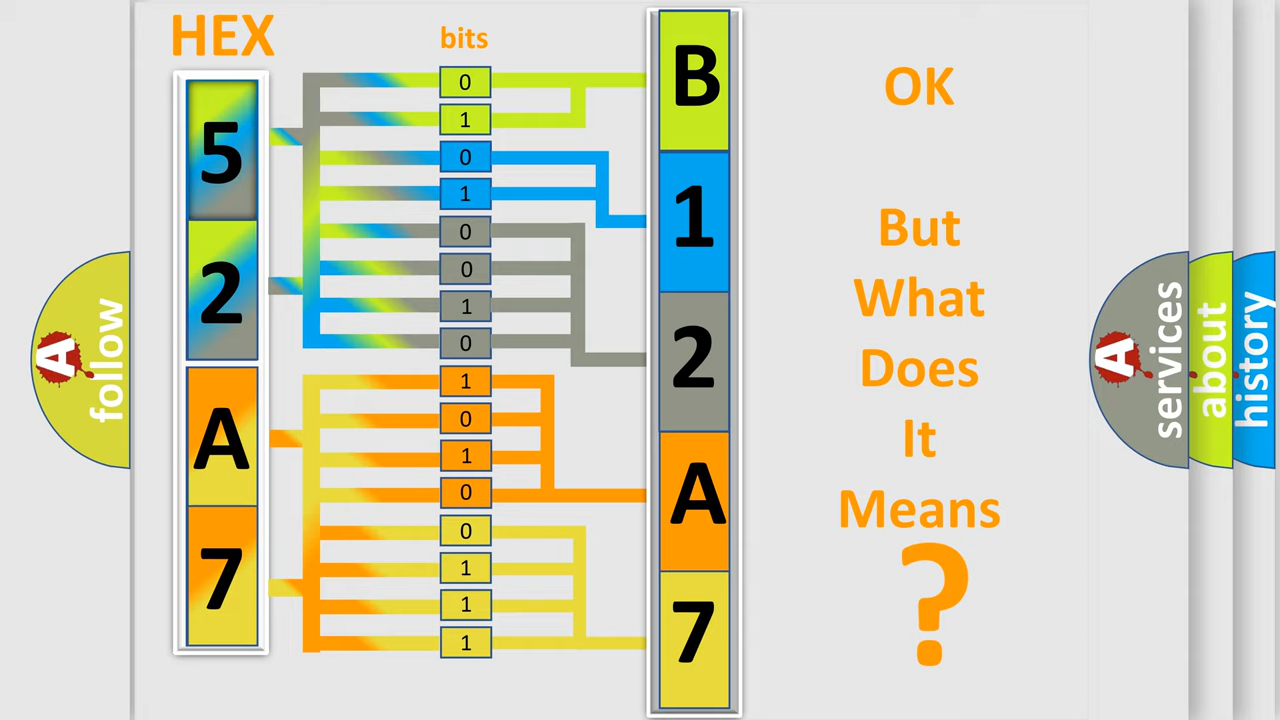 HEX
bits
5
2
A
7
0
1
0
1
0
0
1
0
1
0
1
0
0
1
1
1
B
1
2
A
7
OK
But
What
Does
It
Means
?
A
follow
A
services
about
history